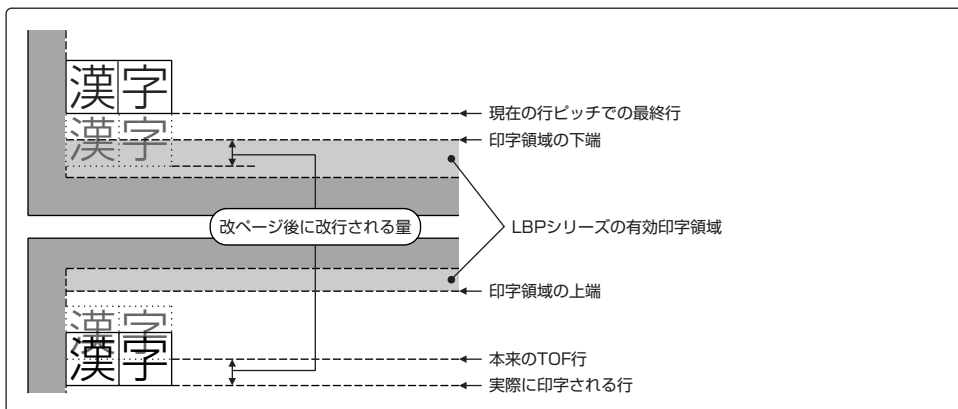 漢字
現在の行ピッチでの最終行
漢字
印字領域の下端
改ページ後に改行される量
LBPシリーズの有効印字領域
印字領域の上端
漢字
漢字
本来のTOF行
実際に印字される行